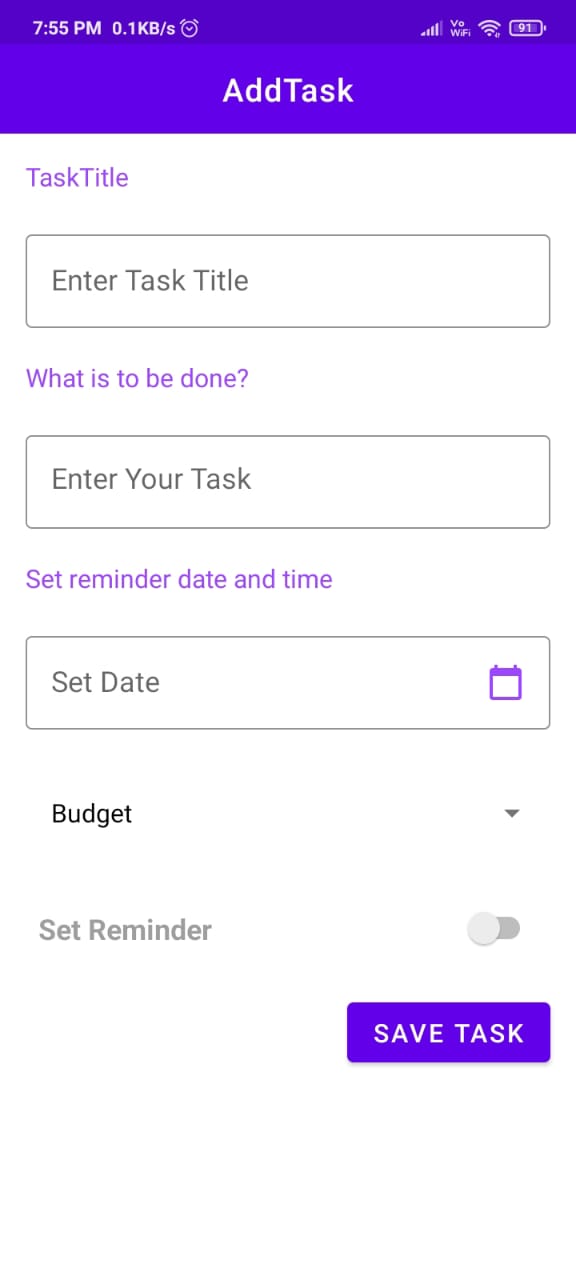 7:55 PM 0.1KB/s Vo WiFi 91
AddTask
TaskTitle
Enter Task Title
What is to be done?
Enter Your Task
Set reminder date and time
Set Date
Budget
Set Reminder
SAVE TASK